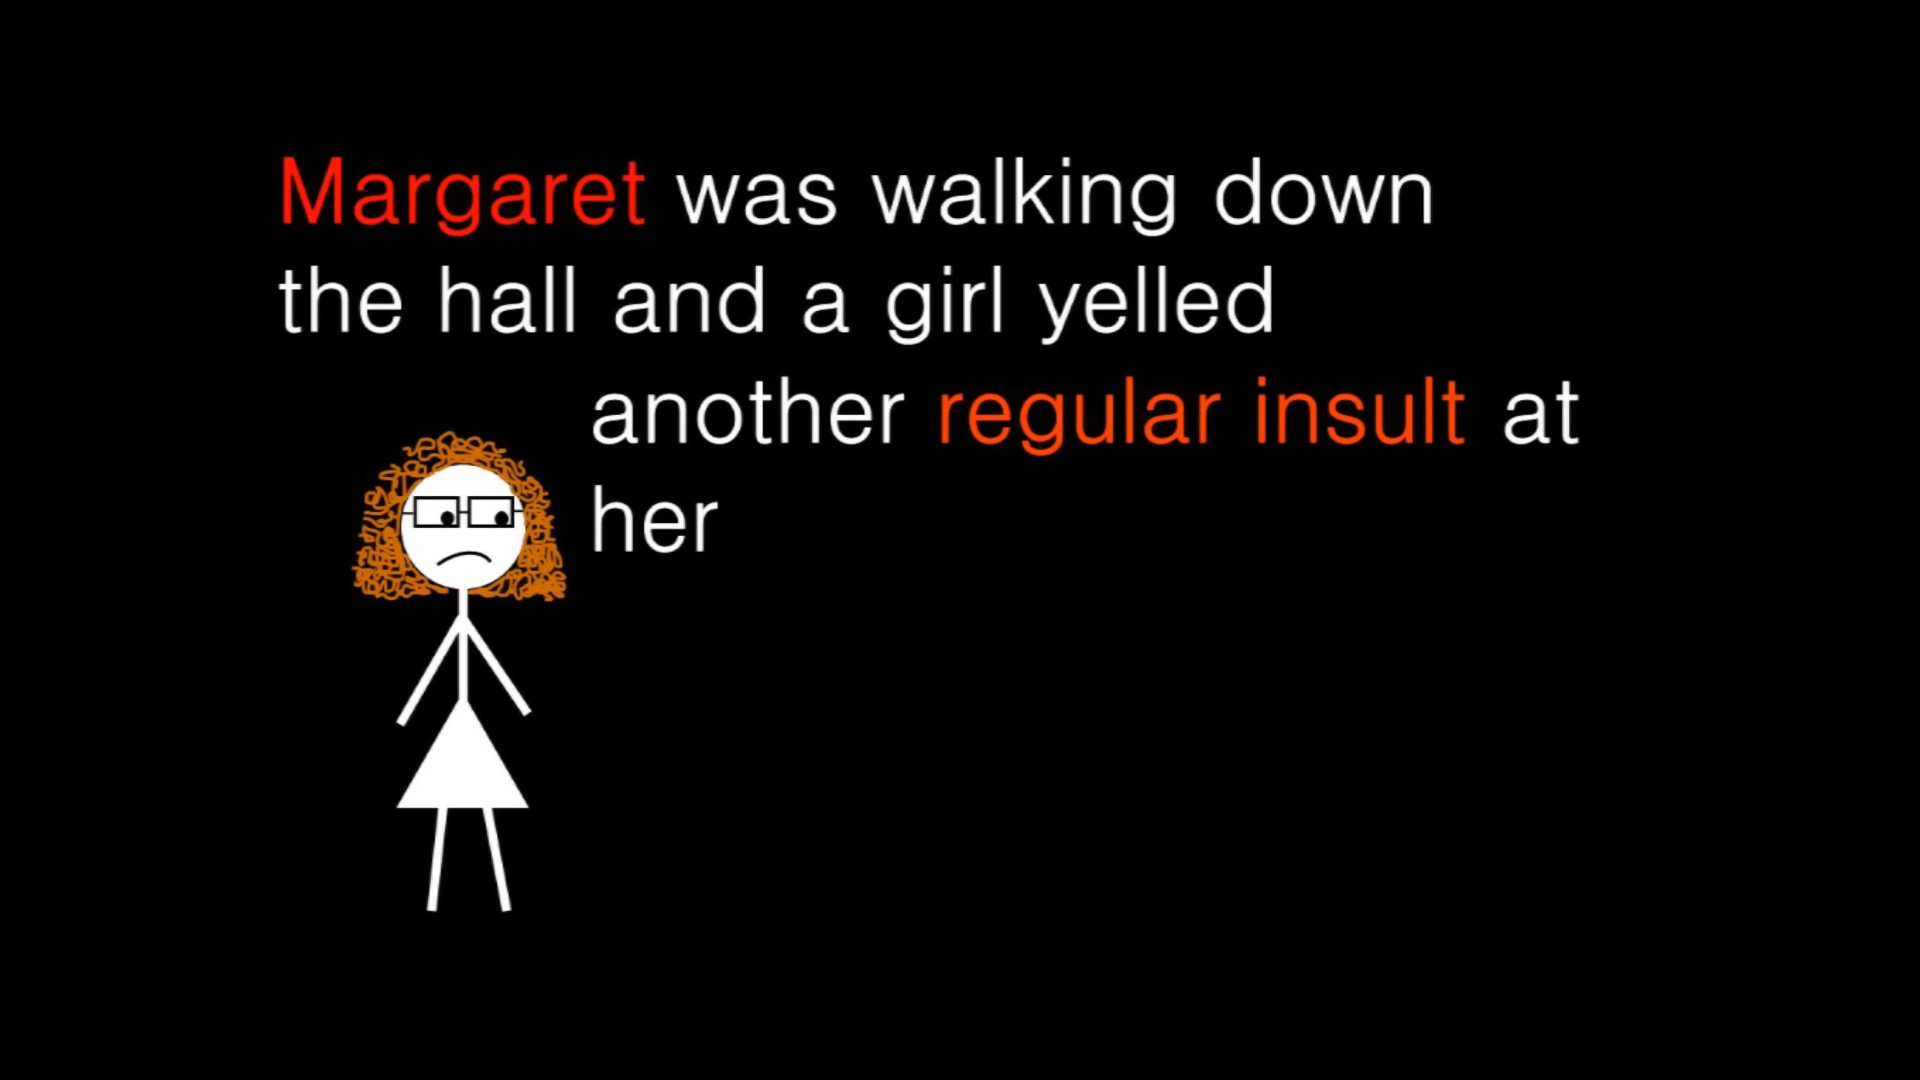 Margaret was walking down
the hall and a girl yelled
another regular insult at
her